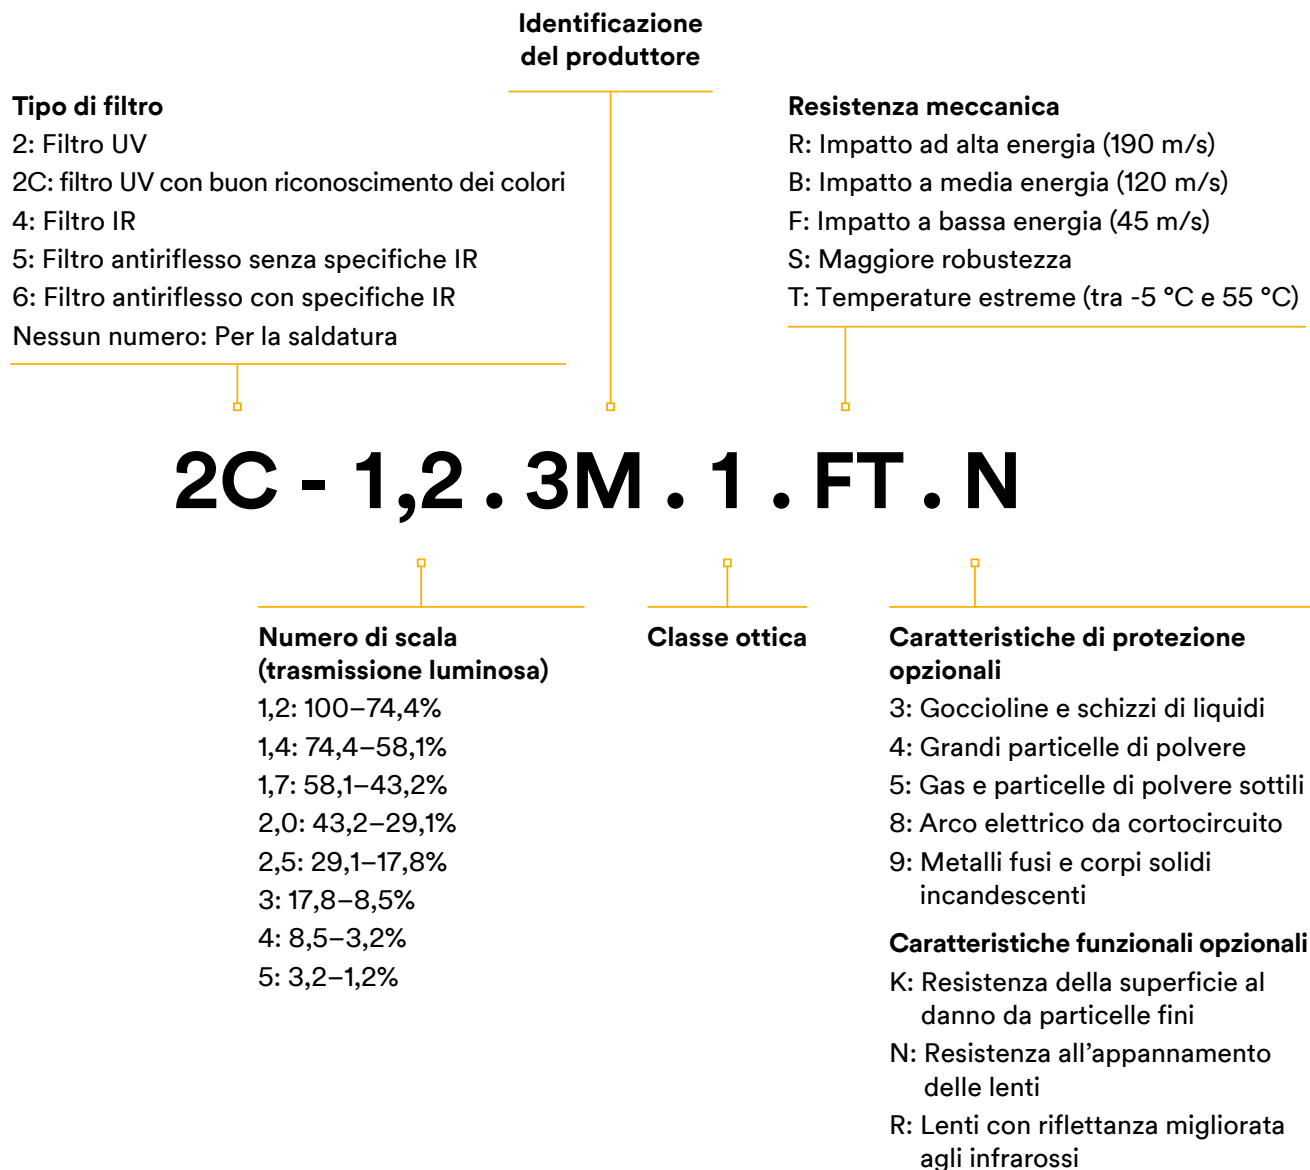 Identificazione
del produttore
Tipo di filtro
2: Filtro UV
2C: filtro UV con buon riconoscimento dei colori
4: Filtro IR
5: Filtro antiriflesso senza specifiche IR
6: Filtro antiriflesso con specifiche IR
Nessun numero: Per la saldatura
Resistenza meccanica
R: Impatto ad alta energia (190 m/s)
B: Impatto a media energia (120 m/s)
F: Impatto a bassa energia (45 m/s)
S: Maggiore robustezza
T: Temperature estreme (tra -5 °C e 55 °C)
2C - 1,2 . 3M . 1 . FT . N
Numero di scala
(trasmissione luminosa)
1,2: 100–74,4%
1,4: 74,4–58,1%
1,7: 58,1–43,2%
2,0: 43,2–29,1%
2,5: 29,1–17,8%
3: 17,8–8,5%
4: 8,5–3,2%
5: 3,2–1,2%
Classe ottica
Caratteristiche di protezione
opzionali
3: Goccioline e schizzi di liquidi
4: Grandi particelle di polvere
5: Gas e particelle di polvere sottili
8: Arco elettrico da cortocircuito
9: Metalli fusi e corpi solidi
incandescenti
Caratteristiche funzionali opzionali
K: Resistenza della superficie al
danno da particelle fini
N: Resistenza all'appannamento
delle lenti
R: Lenti con riflettanza migliorata
agli infrarossi